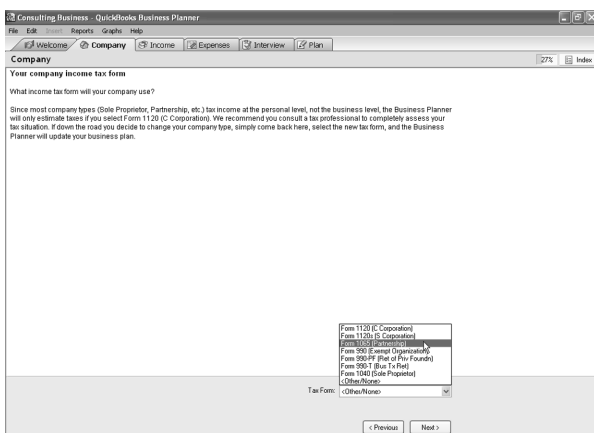 Consulting Business - QuickBooks Business Planner
File Edit Insert Reports Graphs Help
Welcome Company Income Expenses Interview Plan
Company 27% Index
Your company income tax form
What income tax form will your company use?
Since most company types (Sole Proprietor, Partnership, etc.) tax income at the personal level, not the business level, the Business Planner
will only estimate taxes if you select Form 1120 (C Corporation). We recommend you consult a tax professional to completely assess your
tax situation. If down the road you decide to change your company type, simply come back here, select the new tax form, and the Business
Planner will update your business plan.
Form 1120 (C Corporation)
Form 1120s (S Corporation)
Form 1065 (Partnership)
Form 990 (Exempt Organization)
Form 990-PF (Ret of Priv Foundn)
Form 990-T (Bus Tx Ret)
Form 1040 (Sole Proprietor)
<Other/None>
Tax Form: <Other/None>
< Previous Next >